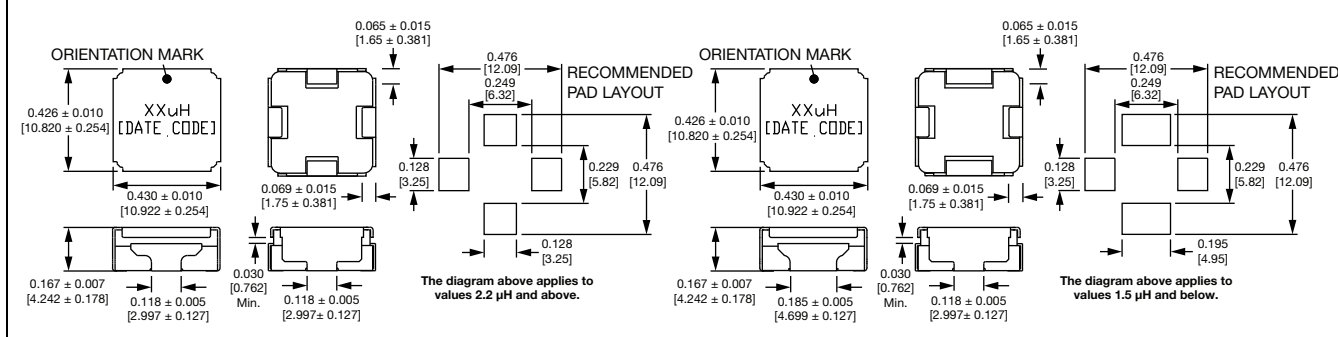 ORIENTATION MARK
XXuH
[DATE CODE]
0.426 ± 0.010
[10.820 ± 0.254]
0.430 ± 0.010
[10.922 ± 0.254]
0.065 ± 0.015
[1.65 ± 0.381]
0.069 ± 0.015
[1.75 ± 0.381]
0.476
[12.09]
0.249
[6.32]
RECOMMENDED
PAD LAYOUT
0.128
[3.25]
0.229
[5.82]
0.476
[12.09]
0.128
[3.25]
0.167 ± 0.007
[4.242 ± 0.178]
0.118 ± 0.005
[2.997 ± 0.127]
0.030
[0.762]
Min.
0.118 ± 0.005
[2.997± 0.127]
The diagram above applies to
values 2.2 µH and above.
ORIENTATION MARK
XXuH
[DATE CODE]
0.426 ± 0.010
[10.820 ± 0.254]
0.430 ± 0.010
[10.922 ± 0.254]
0.065 ± 0.015
[1.65 ± 0.381]
0.069 ± 0.015
[1.75 ± 0.381]
0.476
[12.09]
0.249
[6.32]
RECOMMENDED
PAD LAYOUT
0.128
[3.25]
0.229
[5.82]
0.476
[12.09]
0.195
[4.95]
0.167 ± 0.007
[4.242 ± 0.178]
0.185 ± 0.005
[4.699 ± 0.127]
0.030
[0.762]
Min.
0.118 ± 0.005
[2.997± 0.127]
The diagram above applies to
values 1.5 µH and below.